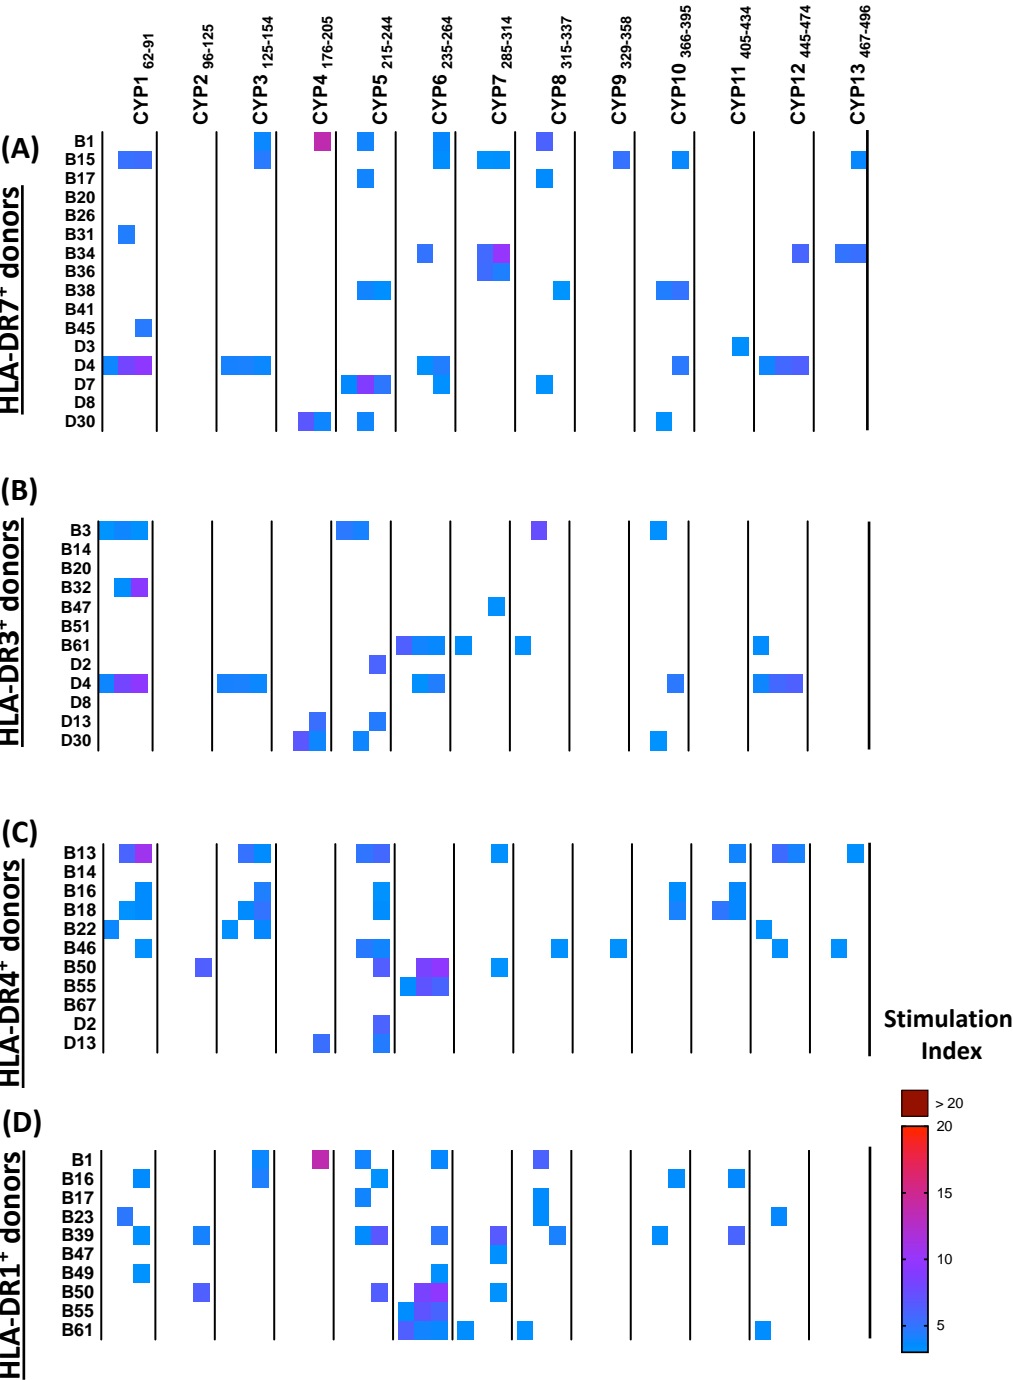 CYP1 62-91
CYP2 96-125
CYP3 125-154
CYP4 176-205
CYP5 215-244
CYP6 235-264
CYP7 285-314
CYP8 315-337
CYP9 329-358
CYP10 366-395
CYP11 405-434
CYP12 445-474
CYP13 467-496
(A)
HLA-DR7+ donors
B1
B15
B17
B20
B26
B31
B34
B36
B38
B41
B45
D3
D4
D7
D8
D30
(B)
HLA-DR3+ donors
B3
B14
B20
B32
B47
B51
B61
D2
D4
D8
D13
D30
(C)
HLA-DR4+ donors
B13
B14
B16
B18
B22
B46
B50
B55
B67
D2
D13
(D)
HLA-DR1+ donors
B1
B16
B17
B23
B39
B47
B49
B50
B55
B61
Stimulation
Index
> 20
20
15
10
5